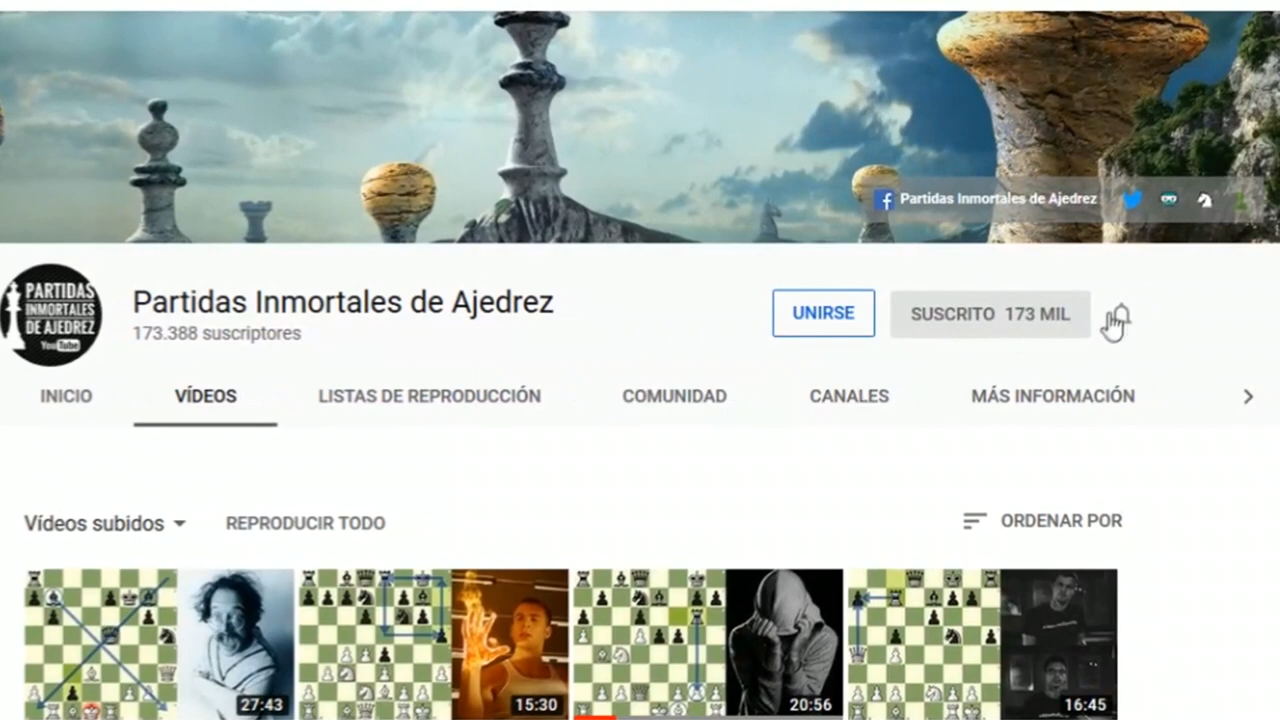 Partidas Inmortales de Ajedrez
PARTIDAS
INMORTALES
DE AJEDREZ
YouTube
Partidas Inmortales de Ajedrez
173.388 suscriptores
UNIRSE
SUSCRITO 173 MIL
INICIO
VÍDEOS
LISTAS DE REPRODUCCIÓN
COMUNIDAD
CANALES
MÁS INFORMACIÓN
Vídeos subidos
REPRODUCIR TODO
ORDENAR POR
27:43
15:30
20:56
16:45